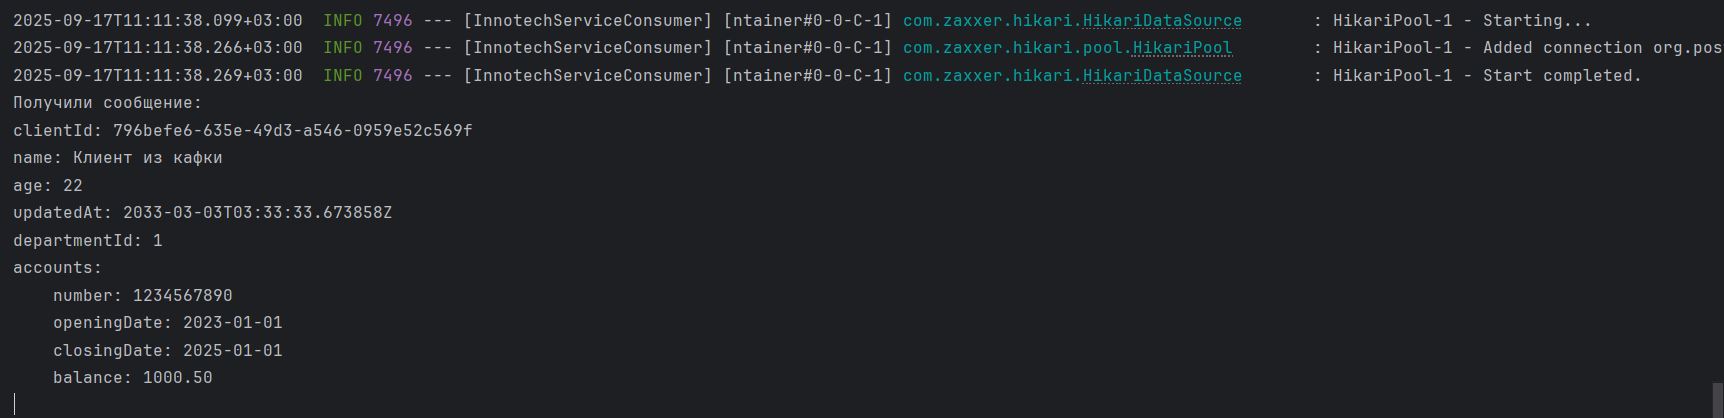 2025-09-17T11:11:38.099+03:00  INFO 7496 --- [InnotechServiceConsumer] [ntainer#0-0-C-1] com.zaxxer.hikari.HikariDataSource       : HikariPool-1 - Starting...
2025-09-17T11:11:38.266+03:00  INFO 7496 --- [InnotechServiceConsumer] [ntainer#0-0-C-1] com.zaxxer.hikari.pool.HikariPool        : HikariPool-1 - Added connection org.pos
2025-09-17T11:11:38.269+03:00  INFO 7496 --- [InnotechServiceConsumer] [ntainer#0-0-C-1] com.zaxxer.hikari.HikariDataSource       : HikariPool-1 - Start completed.
Получили сообщение:
clientId: 796befe6-635e-49d3-a546-0959e52c569f
name: Клиент из кафки
age: 22
updatedAt: 2033-03-03T03:33:33.673858Z
departmentId: 1
accounts:
    number: 1234567890
    openingDate: 2023-01-01
    closingDate: 2025-01-01
    balance: 1000.50